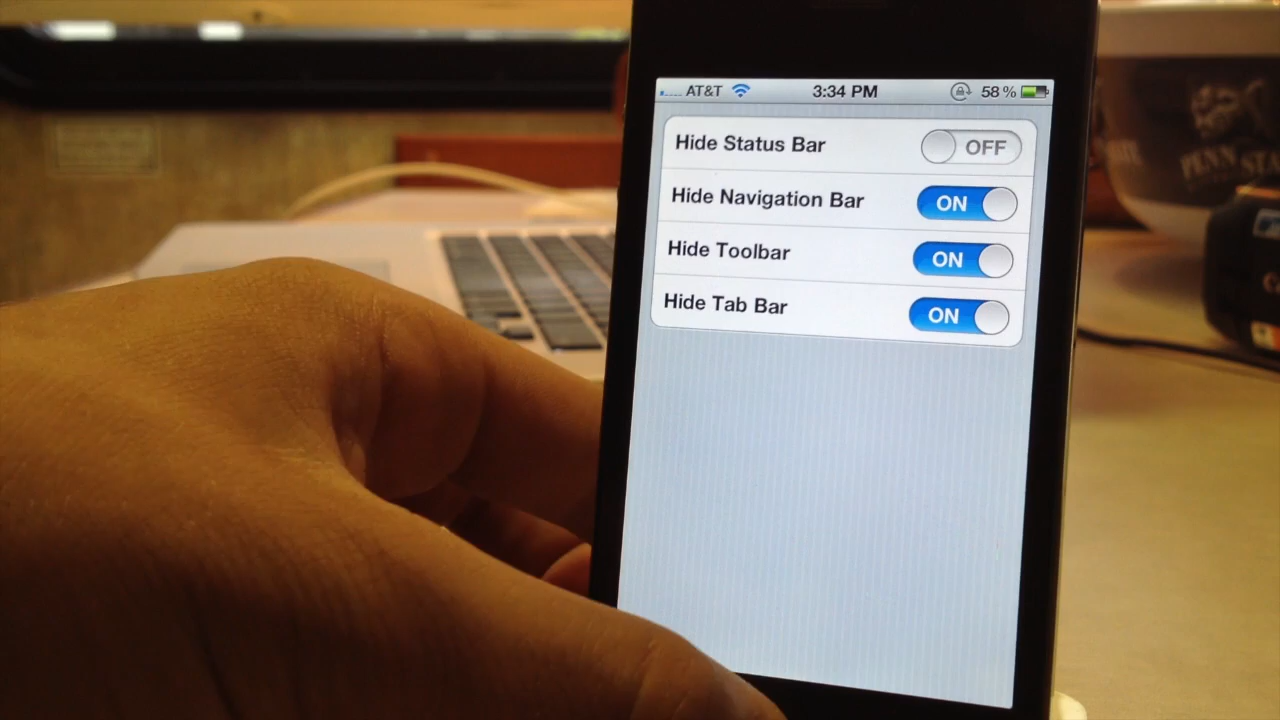 AT&T 3:34 PM 58%
Hide Status Bar OFF
Hide Navigation Bar ON
Hide Toolbar ON
Hide Tab Bar ON
PENN STA